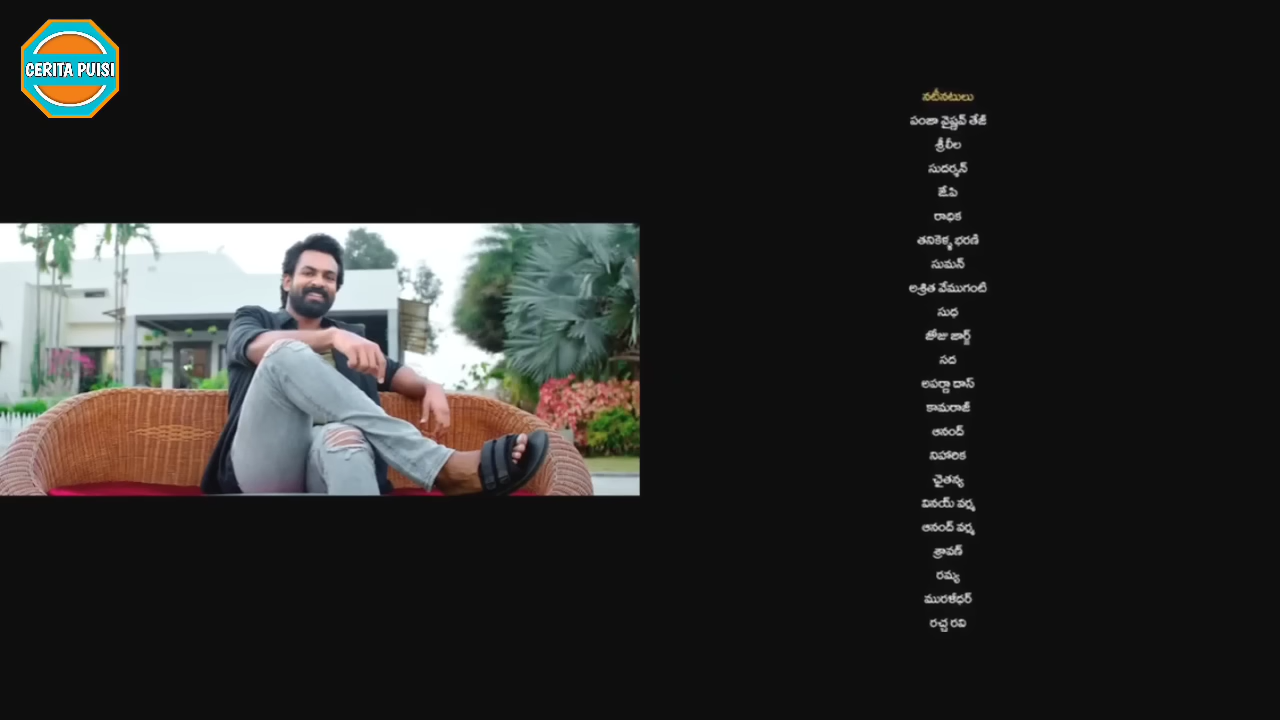 CERITA PUISI
నటీనటులు
పంజా వైష్ణవ్ తేజ్
శ్రీలీల
సుదర్శన్
జే.పి
రాధిక
తనికెళ్ళ భరణి
సుమన్
అశ్రిత వేముగంటి
సుధ
జోజు జార్జ్
సద
అపర్ణా దాస్
కామరాజ్
ఆనంద్
నిహారిక
చైతన్య
వినయ్ వర్మ
ఆనంద్ వర్మ
శ్రావణ్
రమ్య
మురళీధర్
రచ్చ రవి